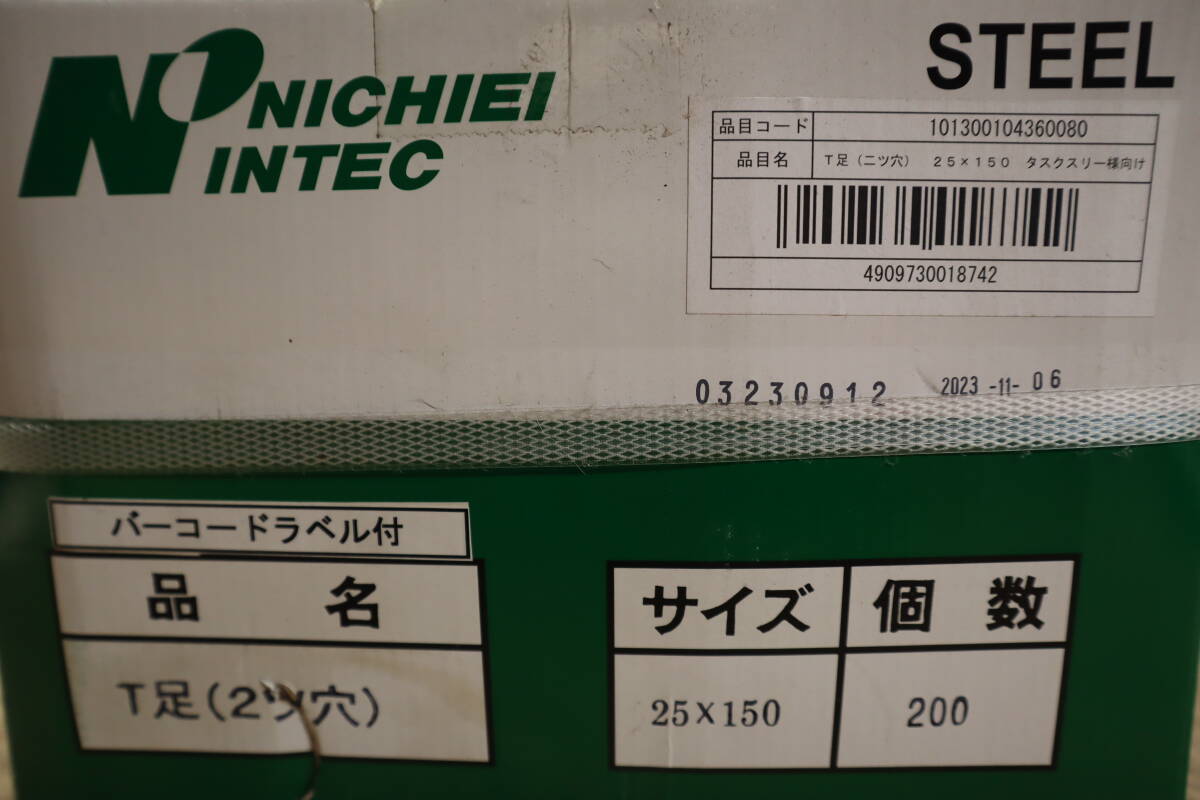 NICHIEI
INTEC
STEEL
品目コード 101300104360080
品目名 T足（二ツ穴） 25×150 タスクスリー様向け
4909730018742
03230912 2023 -11- 06
バーコードラベル付
品名
T足(2ツ穴)
サイズ 個数
25×150 200